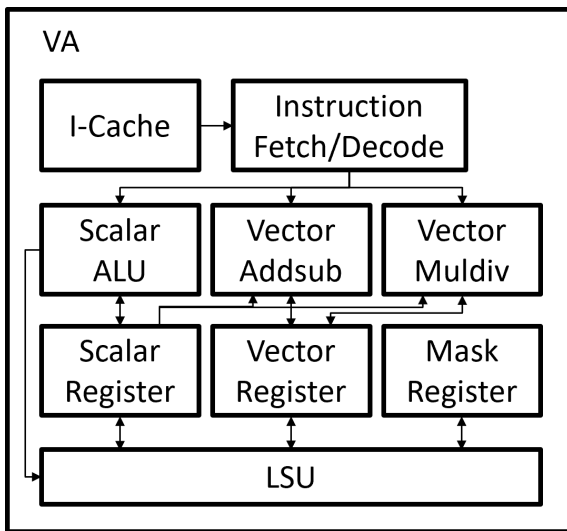 VA
I-Cache
Instruction
Fetch/Decode
Scalar
ALU
Vector
Addsub
Vector
Muldiv
Scalar
Register
Vector
Register
Mask
Register
LSU